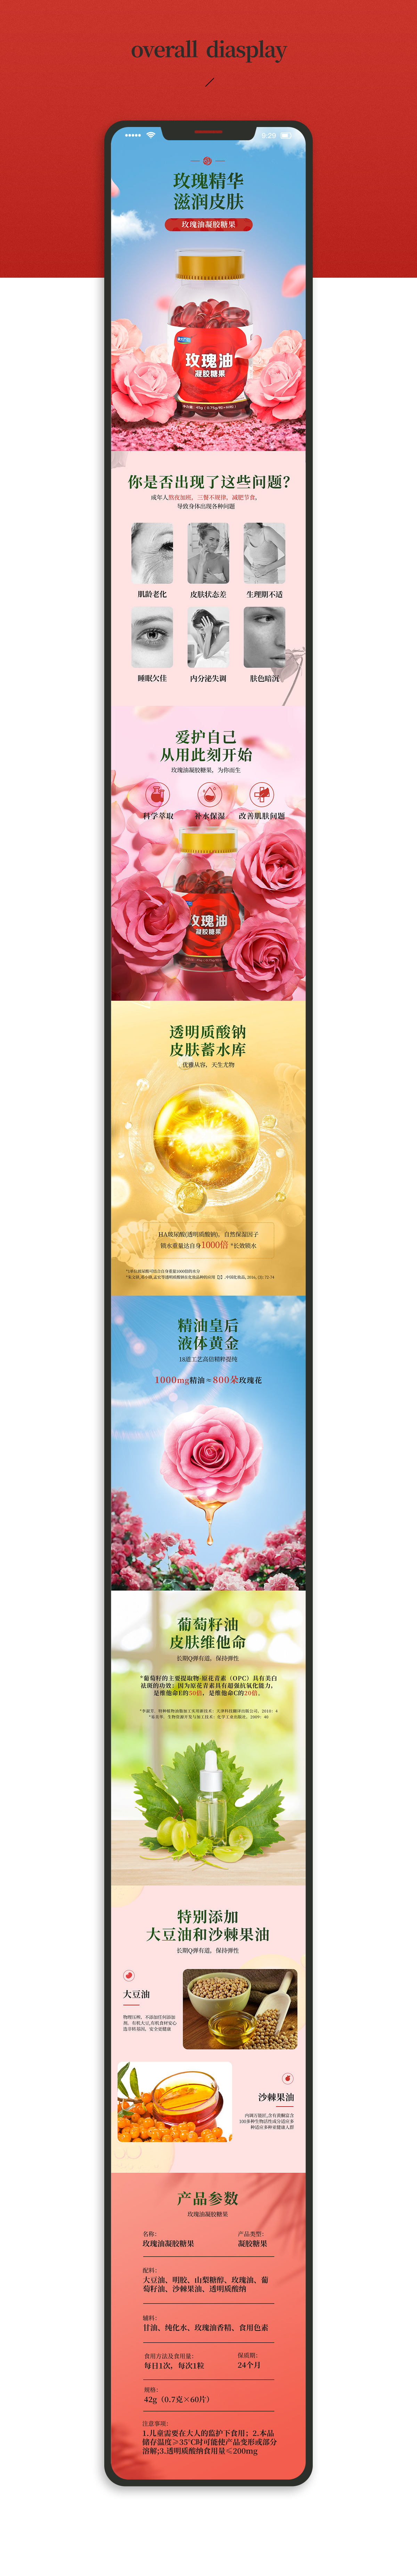 overall diasplay
9:29
玫瑰精华
滋润皮肤
玫瑰油凝胶糖果
玫瑰油
凝胶糖果
你是否出现了这些问题?
成年人熬夜加班，三餐不规律，减肥节食，
导致身体出现各种问题
肌龄老化 皮肤状态差 生理期不适
睡眠欠佳 内分泌失调 肤色暗沉
爱护自己
从用此刻开始
玫瑰油凝胶糖果，为你而生
科学萃取 补水保湿 改善肌肤问题
玫瑰油
凝胶糖果
透明质酸钠
皮肤蓄水库
优雅从容，天生尤物
HA玻尿酸(透明质酸钠)，自然保湿因子
锁水重量达自身1000倍 *长效锁水
精油皇后
液体黄金
18道工艺高倍精粹提纯
1000mg精油=800朵玫瑰花
葡萄籽油
皮肤维他命
长期Q弹有道，保持弹性
*葡萄籽的主要提取物-原花青素（OPC）具有美白
祛斑的功效；因为原花青素具有超强抗氧化能力，
是维他命E的50倍，是维他命C的20倍。
特别添加
大豆油和沙棘果油
长期Q弹有道，保持弹性
大豆油
沙棘果油
产品参数
玫瑰油凝胶糖果
名称： 产品类型：
玫瑰油凝胶糖果 凝胶糖果
配料：
大豆油、明胶、山梨糖醇、玫瑰油、葡
萄籽油、沙棘果油、透明质酸钠
辅料：
甘油、纯化水、玫瑰油香精、食用色素
食用方法及食用量： 保质期：
每日1次，每次1粒 24个月
规格：
42g（0.7克×60片）
注意事项：
1.儿童需要在大人的监护下食用；2.本品
储存温度≥35°C时可能使产品变形或部分
溶解;3.透明质酸钠食用量≤200mg